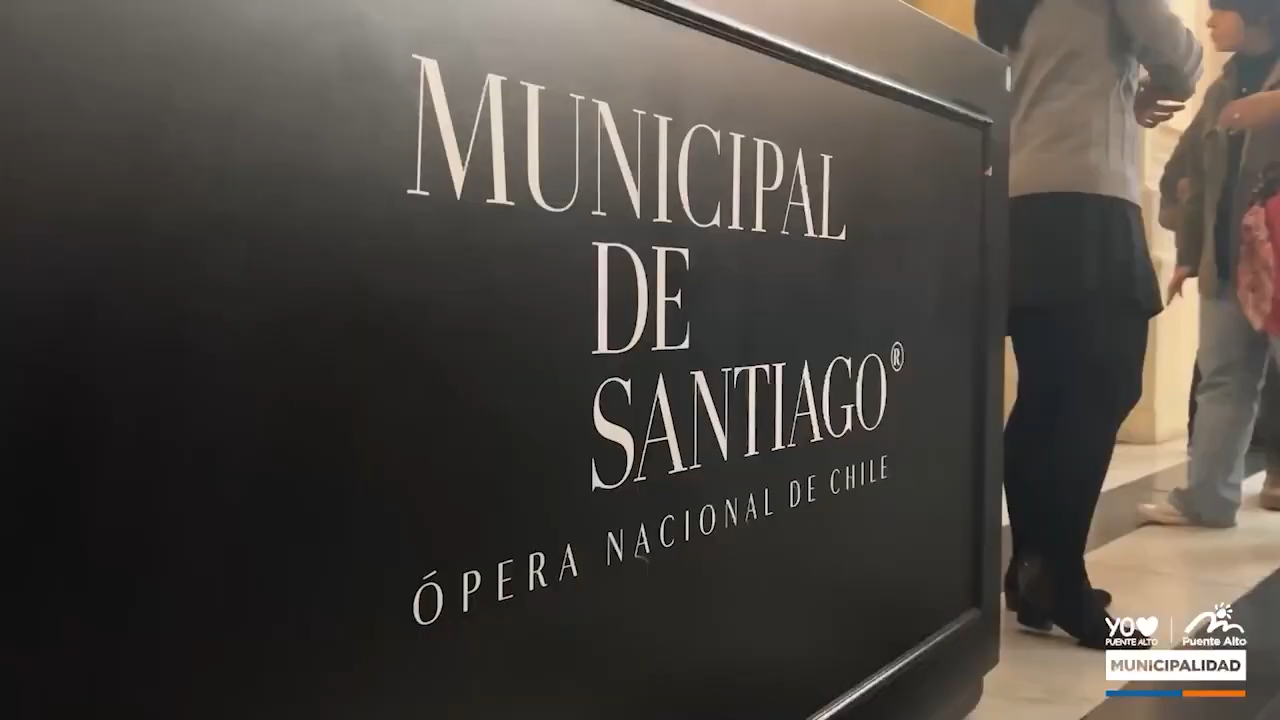 MUNICIPAL
DE
SANTIAGO®
ÓPERA NACIONAL DE CHILE
YO
PUENTE ALTO
Puente Alto
MUNICIPALIDAD